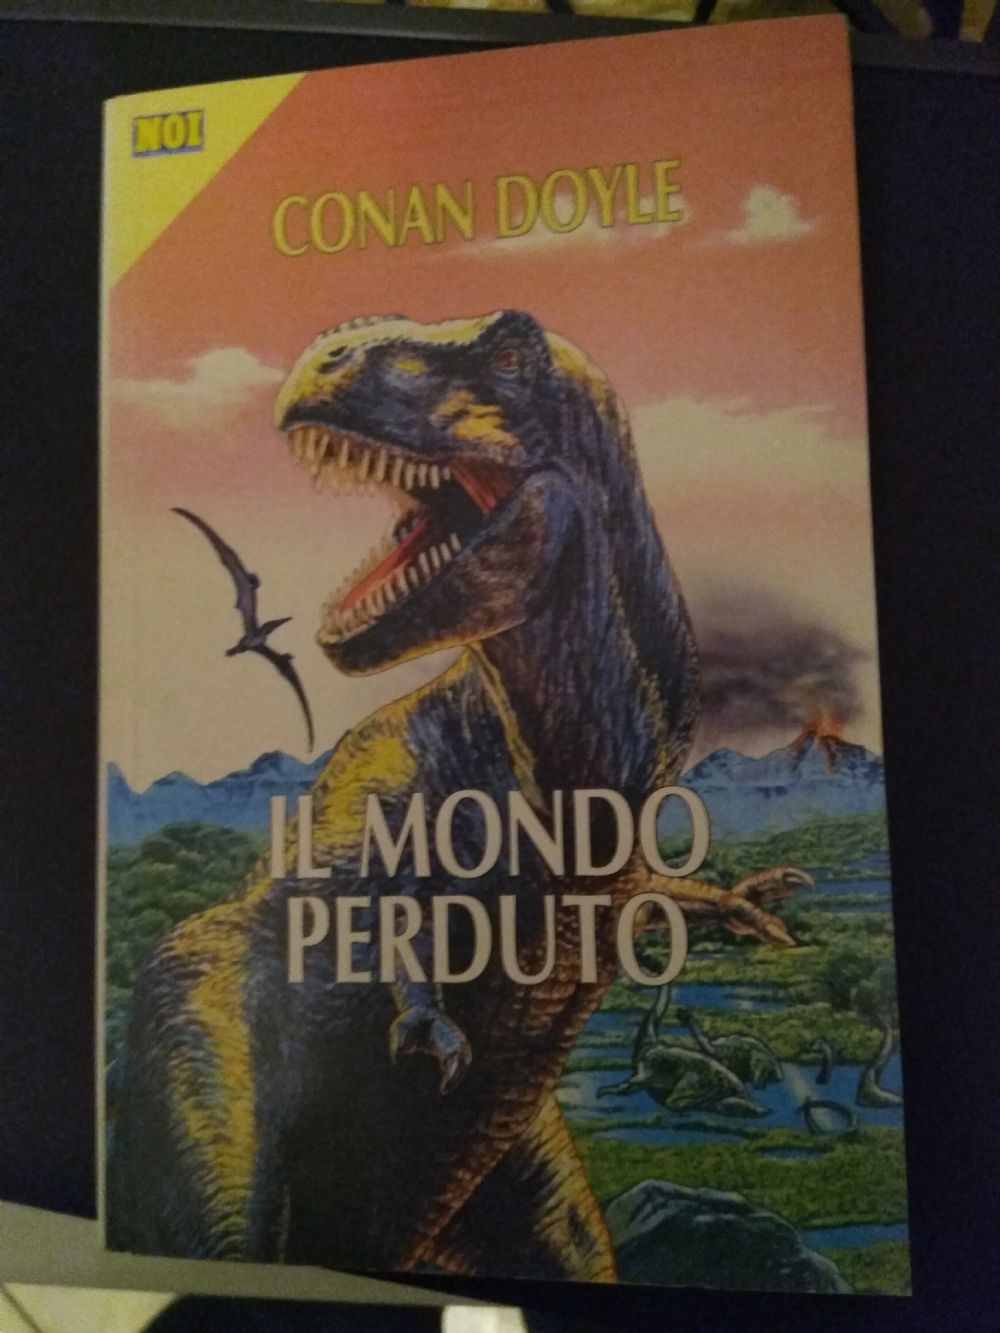 NOI
CONAN DOYLE
IL MONDO
PERDUTO